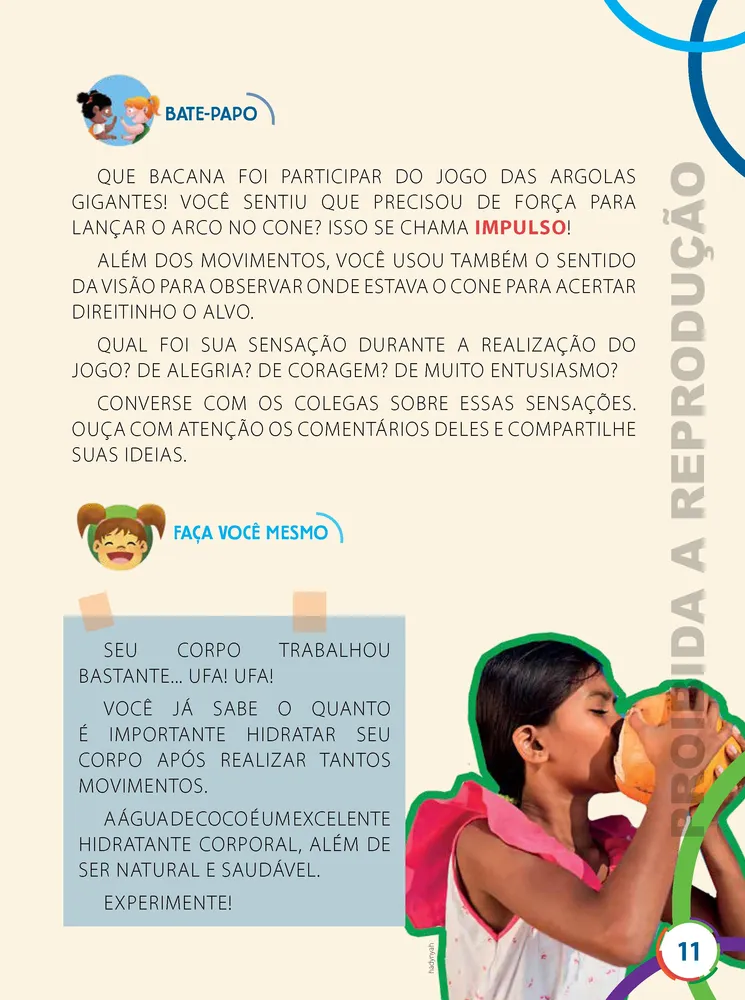 BATE-PAPO
QUE BACANA FOI PARTICIPAR DO JOGO DAS ARGOLAS
GIGANTES! VOCÊ SENTIU QUE PRECISOU DE FORÇA PARA
LANÇAR O ARCO NO CONE? ISSO SE CHAMA IMPULSO!
ALÉM DOS MOVIMENTOS, VOCÊ USOU TAMBÉM O SENTIDO
DA VISÃO PARA OBSERVAR ONDE ESTAVA O CONE PARA ACERTAR
DIREITINHO O ALVO.
QUAL FOI SUA SENSAÇÃO DURANTE A REALIZAÇÃO DO
JOGO? DE ALEGRIA? DE CORAGEM? DE MUITO ENTUSIASMO?
CONVERSE COM OS COLEGAS SOBRE ESSAS SENSAÇÕES.
OUÇA COM ATENÇÃO OS COMENTÁRIOS DELES E COMPARTILHE
SUAS IDEIAS.
FAÇA VOCÊ MESMO
SEU CORPO TRABALHOU
BASTANTE... UFA! UFA!
VOCÊ JÁ SABE O QUANTO
É IMPORTANTE HIDRATAR SEU
CORPO APÓS REALIZAR TANTOS
MOVIMENTOS.
A ÁGUA DE COCO É UM EXCELENTE
HIDRATANTE CORPORAL, ALÉM DE
SER NATURAL E SAUDÁVEL.
EXPERIMENTE!
hadynyah
PROIBIDA A REPRODUÇÃO
11